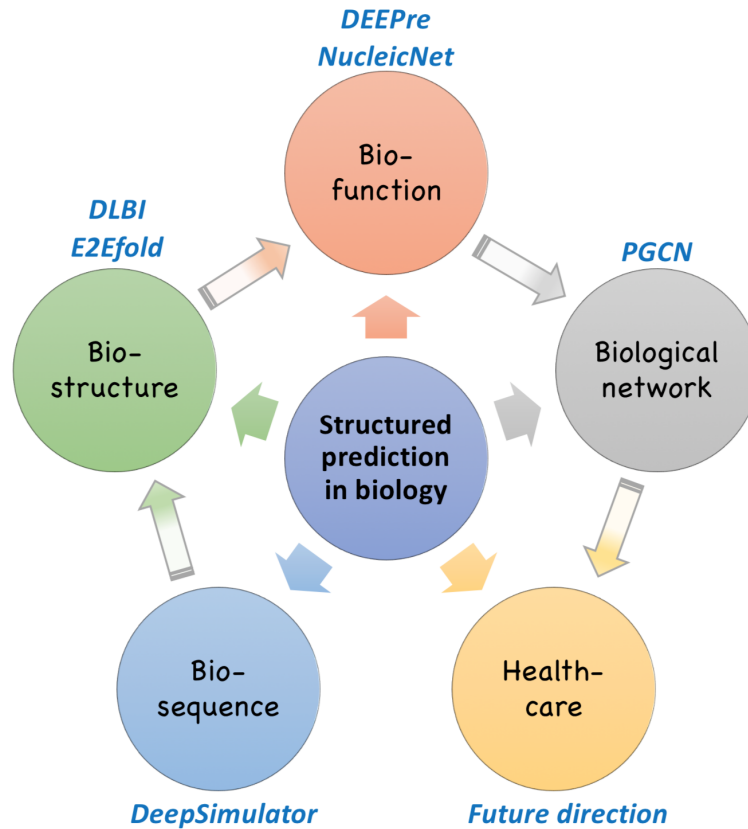 DEEPre
NucleicNet
Bio-
function
DLBI
E2Efold
PGCN
Bio-
structure
Biological
network
Structured
prediction
in biology
Bio-
sequence
Health-
care
DeepSimulator
Future direction